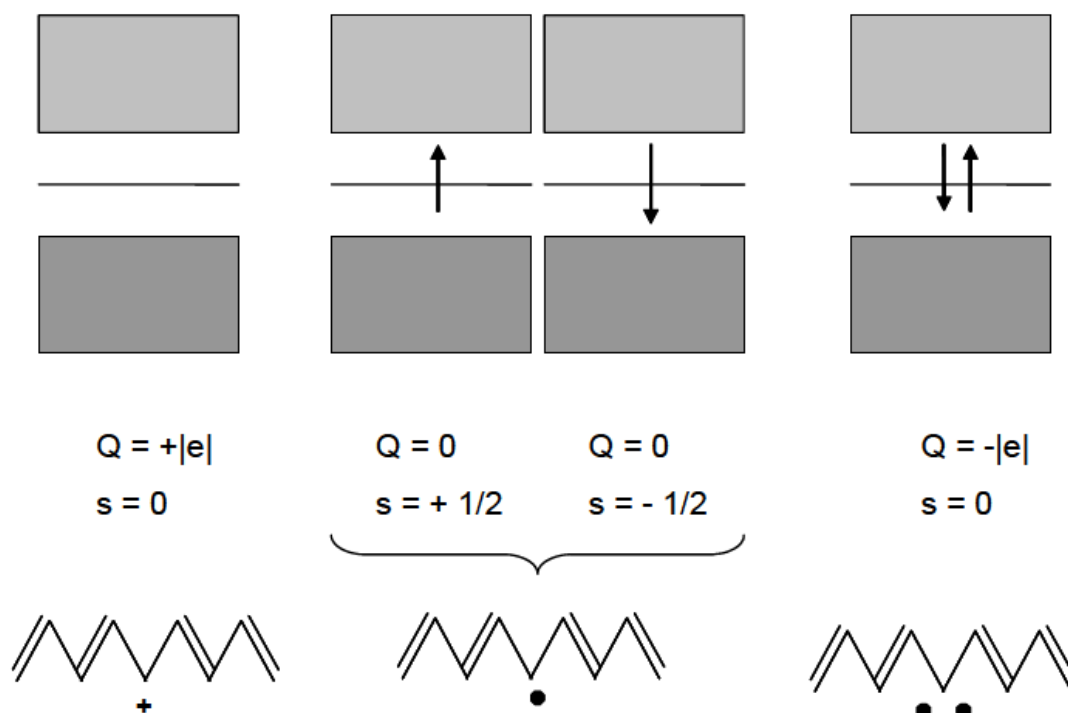 Q = +|e|
Q = 0
Q = 0
Q = -|e|
s = 0
s = + 1/2
s = - 1/2
s = 0
+